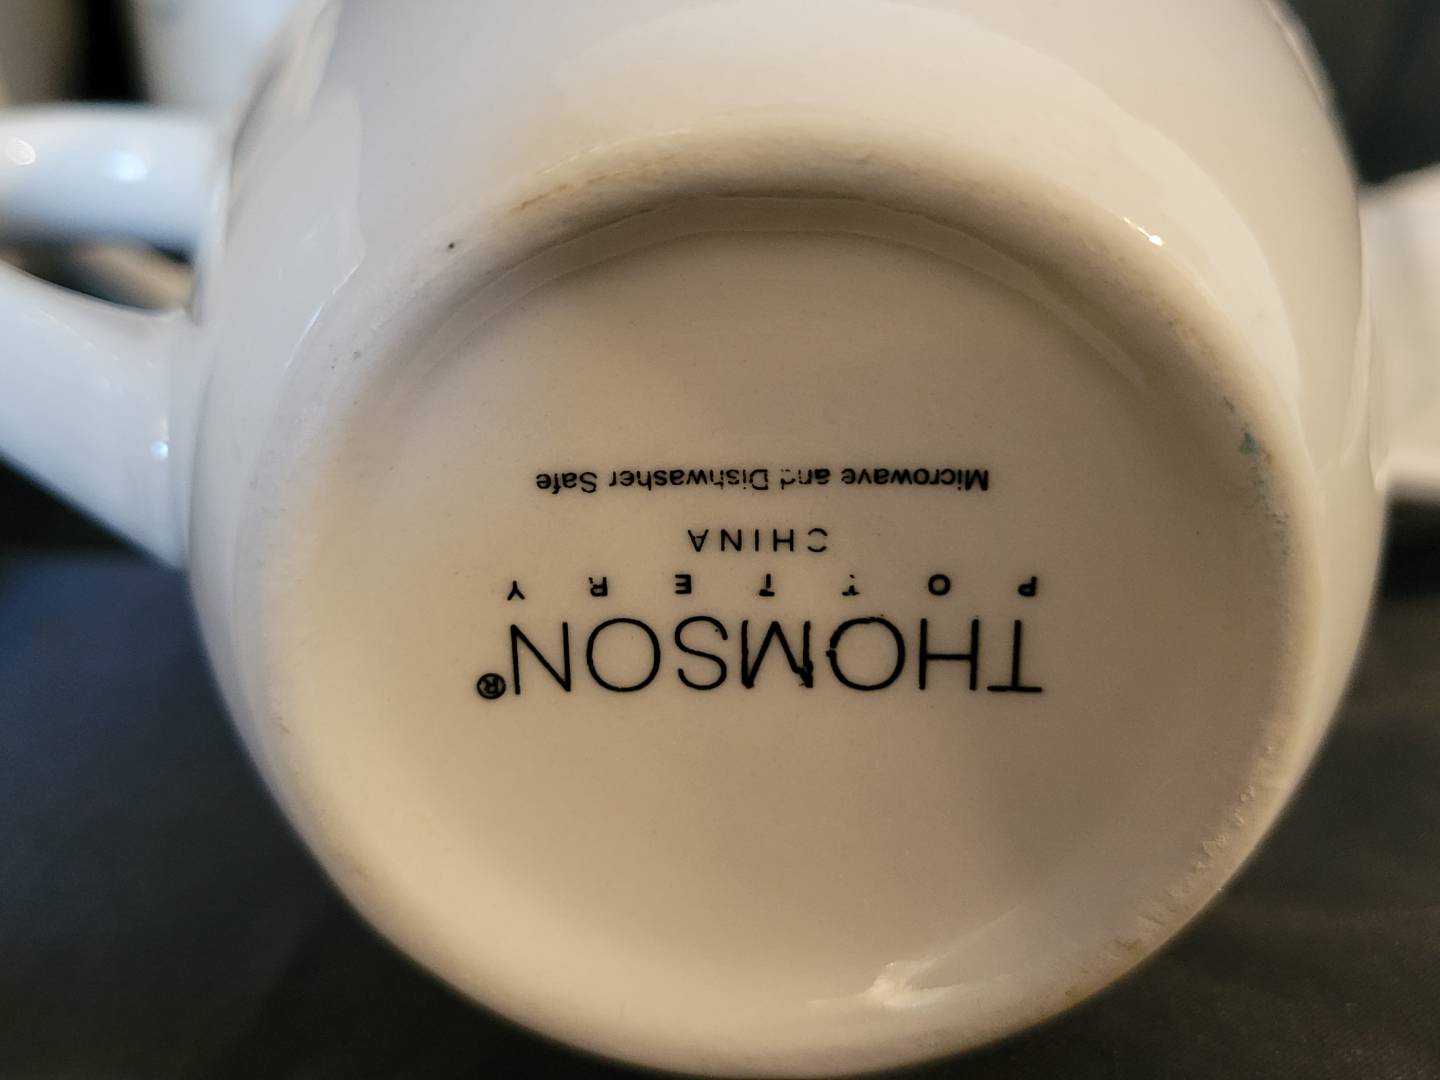 THOMSON®
POTTERY
CHINA
Microwave and Dishwasher Safe